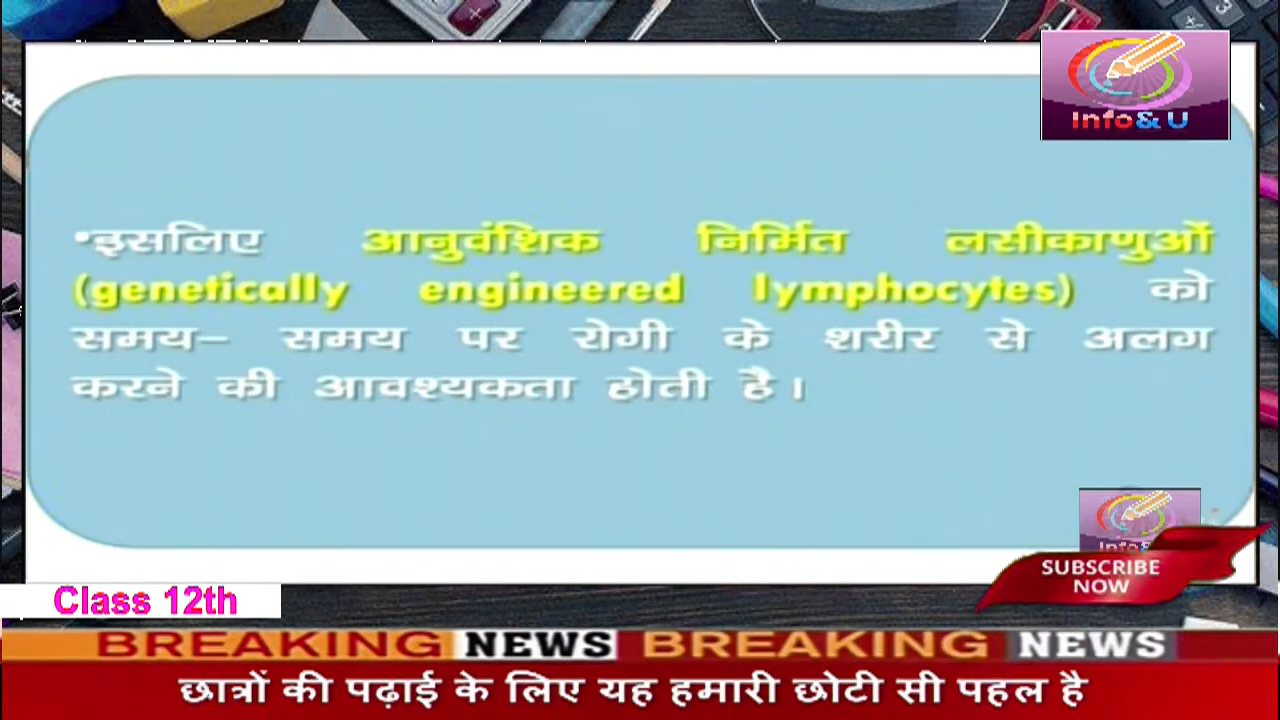 Info& U
•इसलिए आनुवंशिक निर्मित लसीकाणुओं
(genetically engineered lymphocytes) को
समय– समय पर रोगी के शरीर से अलग
करने की आवश्यकता होती है।
SUBSCRIBE
NOW
Class 12th
BREAKING NEWS BREAKING NEWS
छात्रों की पढ़ाई के लिए यह हमारी छोटी सी पहल है